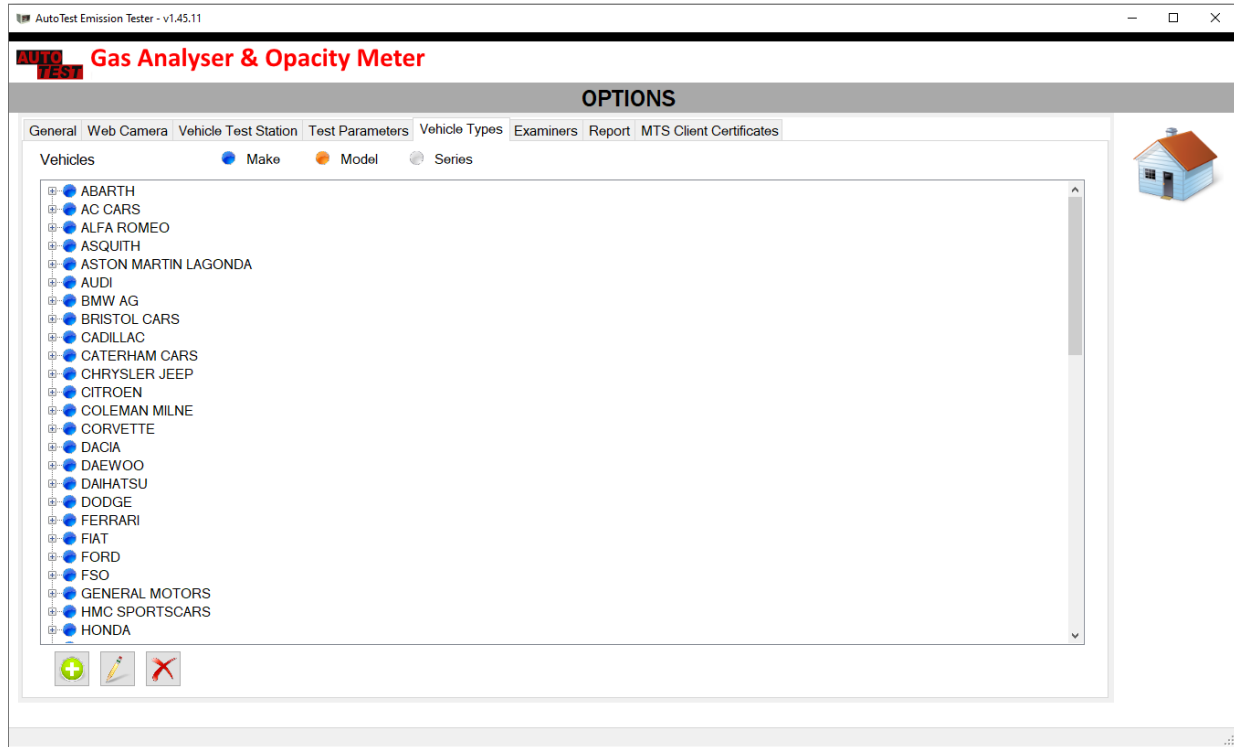 AutoTest Emission Tester - v1.45.11
AUTO TEST Gas Analyser & Opacity Meter
OPTIONS
General Web Camera Vehicle Test Station Test Parameters Vehicle Types Examiners Report MTS Client Certificates
Vehicles Make Model Series
ABARTH
AC CARS
ALFA ROMEO
ASQUITH
ASTON MARTIN LAGONDA
AUDI
BMW AG
BRISTOL CARS
CADILLAC
CATERHAM CARS
CHRYSLER JEEP
CITROEN
COLEMAN MILNE
CORVETTE
DACIA
DAEWOO
DAIHATSU
DODGE
FERRARI
FIAT
FORD
FSO
GENERAL MOTORS
HMC SPORTSCARS
HONDA